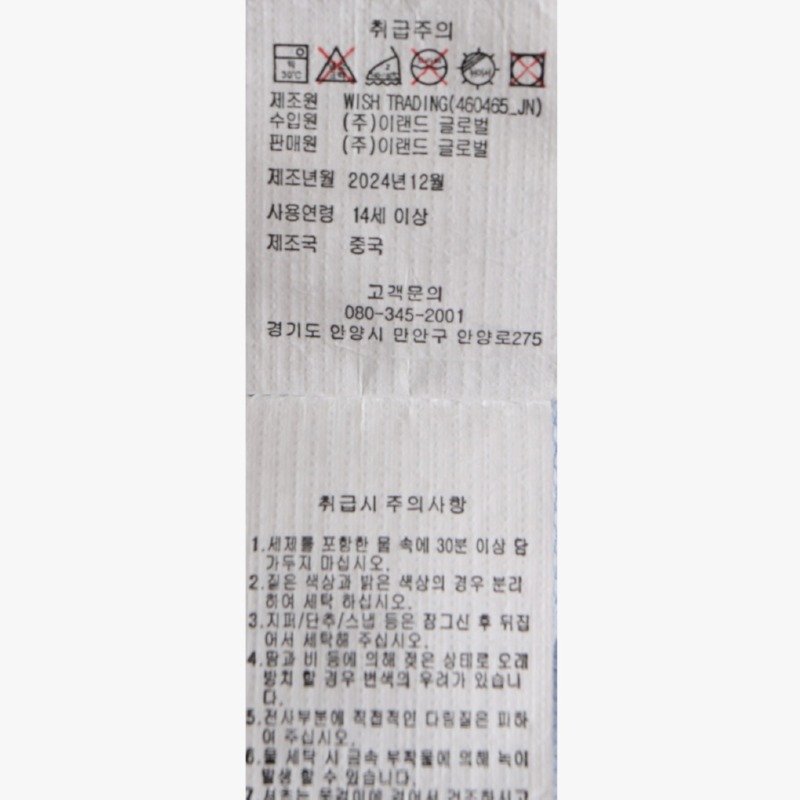 취급주의
제조원 WISH TRADING(460465_JN)
수입원 (주)이랜드 글로벌
판매원 (주)이랜드 글로벌
제조년월 2024년12월
사용연령 14세 이상
제조국 중국
고객문의
080-345-2001
경기도 안양시 만안구 안양로275
취급시 주의사항
1.세제를 포함한 물 속에 30분 이상 담
가두지 마십시오.
2.짙은 색상과 밝은 색상의 경우 분리
하여 세탁 하십시오.
3.지퍼/단추/스냅 등은 잠그신 후 뒤집
어서 세탁해 주십시오.
4.땀과 비 등에 의해 젖은 상태로 오래
방치 할 경우 변색의 우려가 있습니
다.
5.전사부분에 직접적인 다림질은 피하
여 주십시오.
6.물 세탁 시 금속 부착물에 의해 녹이
발생 할 수 있습니다.